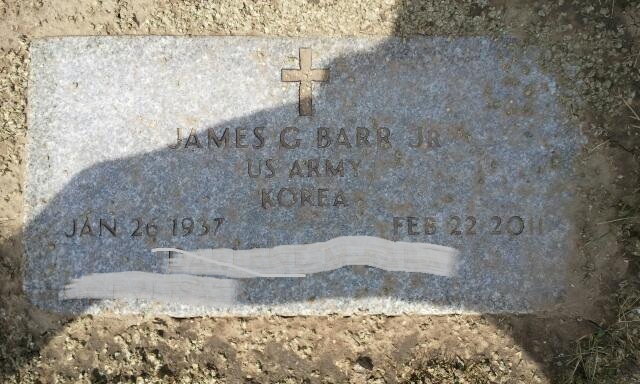 JAMES G BARR JR
US ARMY
KOREA
JAN 26 1937 FEB 22 2011